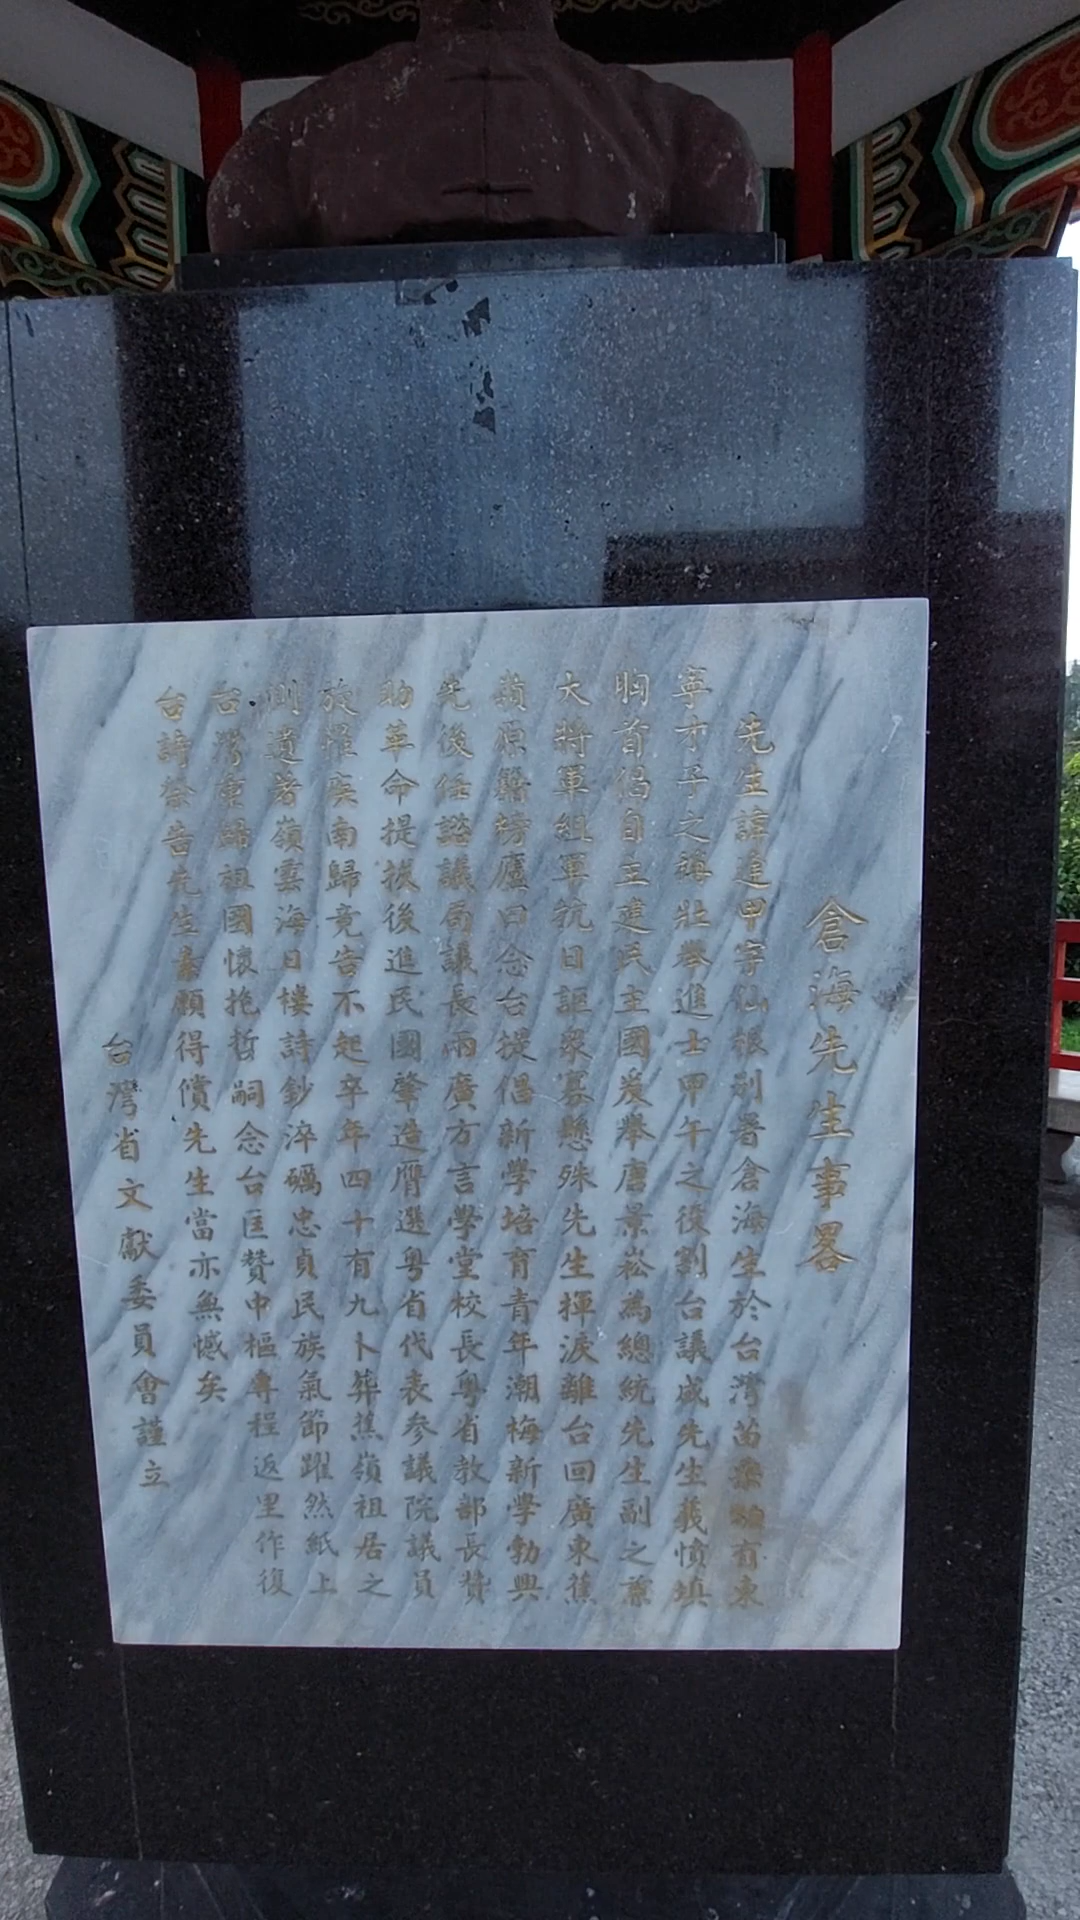 倉海先生事畧
先生諱逢甲字仙根別署倉海生於台灣苗栗幼有東
寧才子之稱壯舉進士甲午之役割台議成先生義憤填
胸首倡自主建民主國爰舉唐景崧為總統先生副之兼
大將軍組軍抗日詎眾寡懸殊先生揮淚離台回廣東蕉
嶺原籍榜廬曰念台提倡新學培育青年潮梅新學勃興
先後任諮議局議長兩廣方言學堂校長粵省教部長贊
助革命提拔後進民國肇造膺選粵省代表參議院議員
旋罹疾南歸竟告不起卒年四十有九卜葬蕉嶺祖居之
側遺著嶺雲海日樓詩鈔淬礪忠貞民族氣節躍然紙上
台灣重歸祖國懷抱哲嗣念台匡贊中樞專程返里作復
台詩祭告先生素願得償先生當亦無憾矣
台灣省文獻委員會謹立